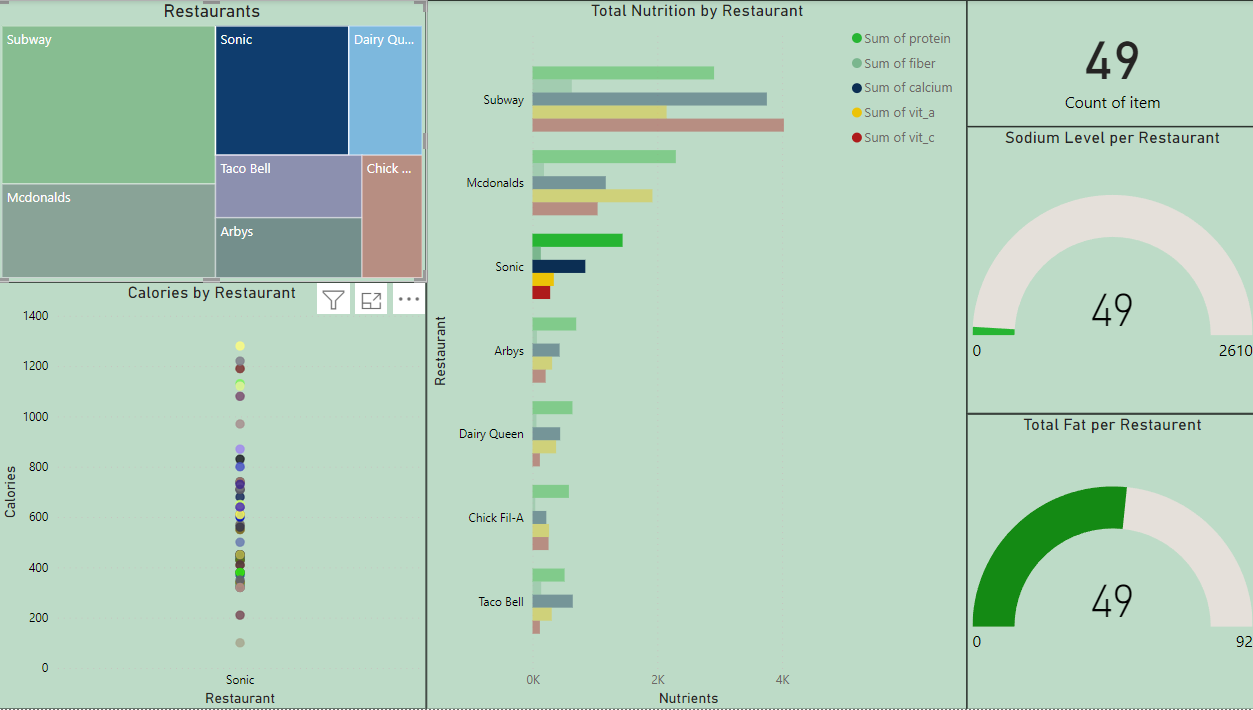 Restaurants
Subway
Sonic
Dairy Qu...
Mcdonalds
Taco Bell
Chick ...
Arbys
Calories by Restaurant
1400
1200
1000
800
600
400
200
0
Calories
Sonic
Restaurant
Total Nutrition by Restaurant
Sum of protein
Sum of fiber
Sum of calcium
Sum of vit_a
Sum of vit_c
Restaurant
Subway
Mcdonalds
Sonic
Arbys
Dairy Queen
Chick Fil-A
Taco Bell
0K 2K 4K
Nutrients
49
Count of item
Sodium Level per Restaurant
49
0 2610
Total Fat per Restaurent
49
0 92